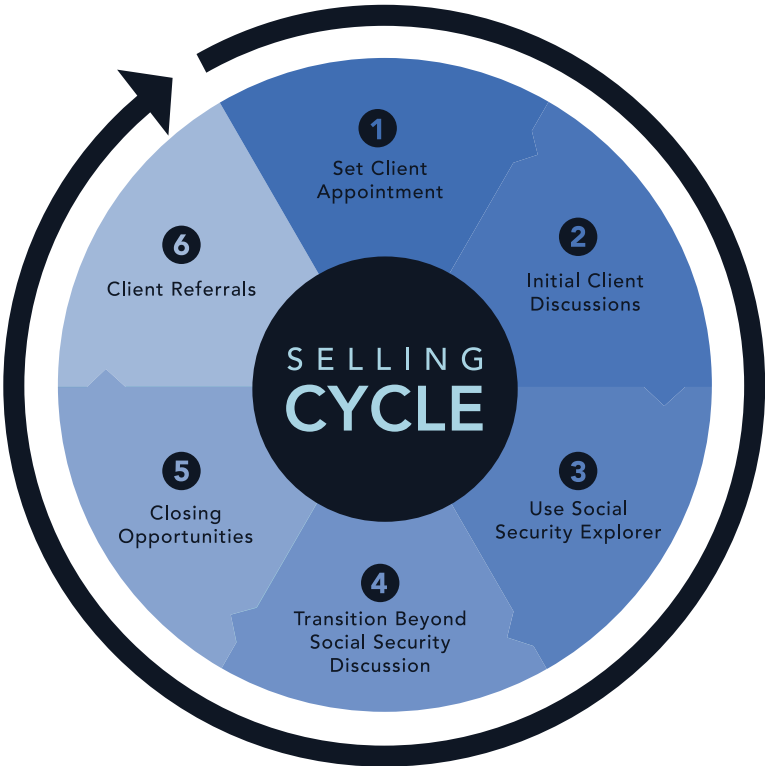 1
Set Client
Appointment
2
Initial Client
Discussions
3
Use Social
Security Explorer
4
Transition Beyond
Social Security
Discussion
5
Closing
Opportunities
6
Client Referrals
SELLING
CYCLE